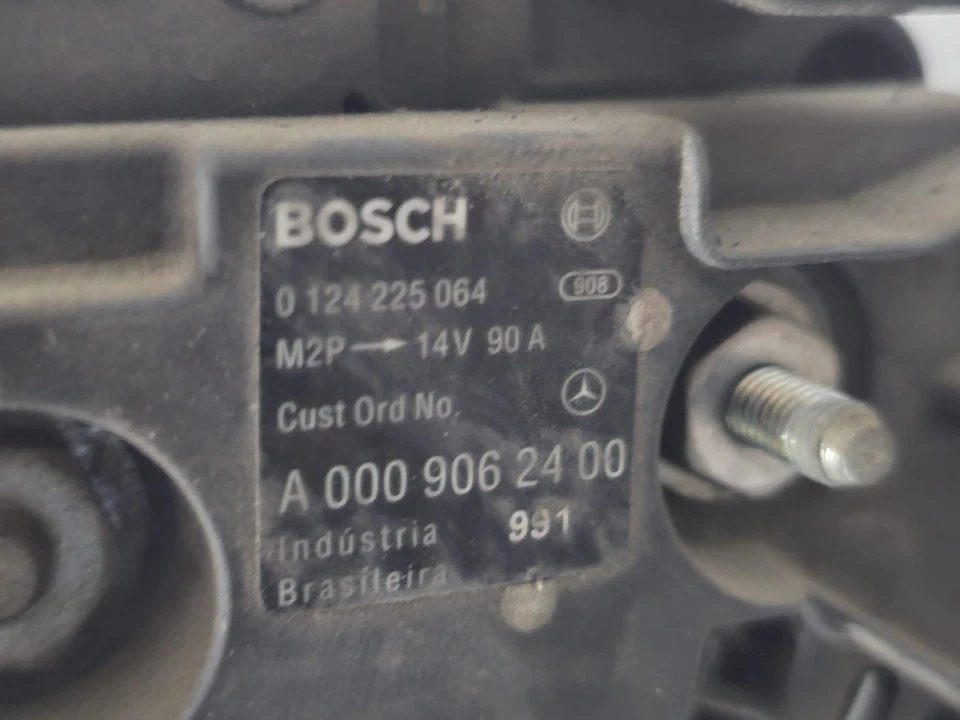 BOSCH
0 124 225 064 908
M2P → 14V 90 A
Cust Ord No.
A 000 906 24 00
Indústria 991
Brasileira